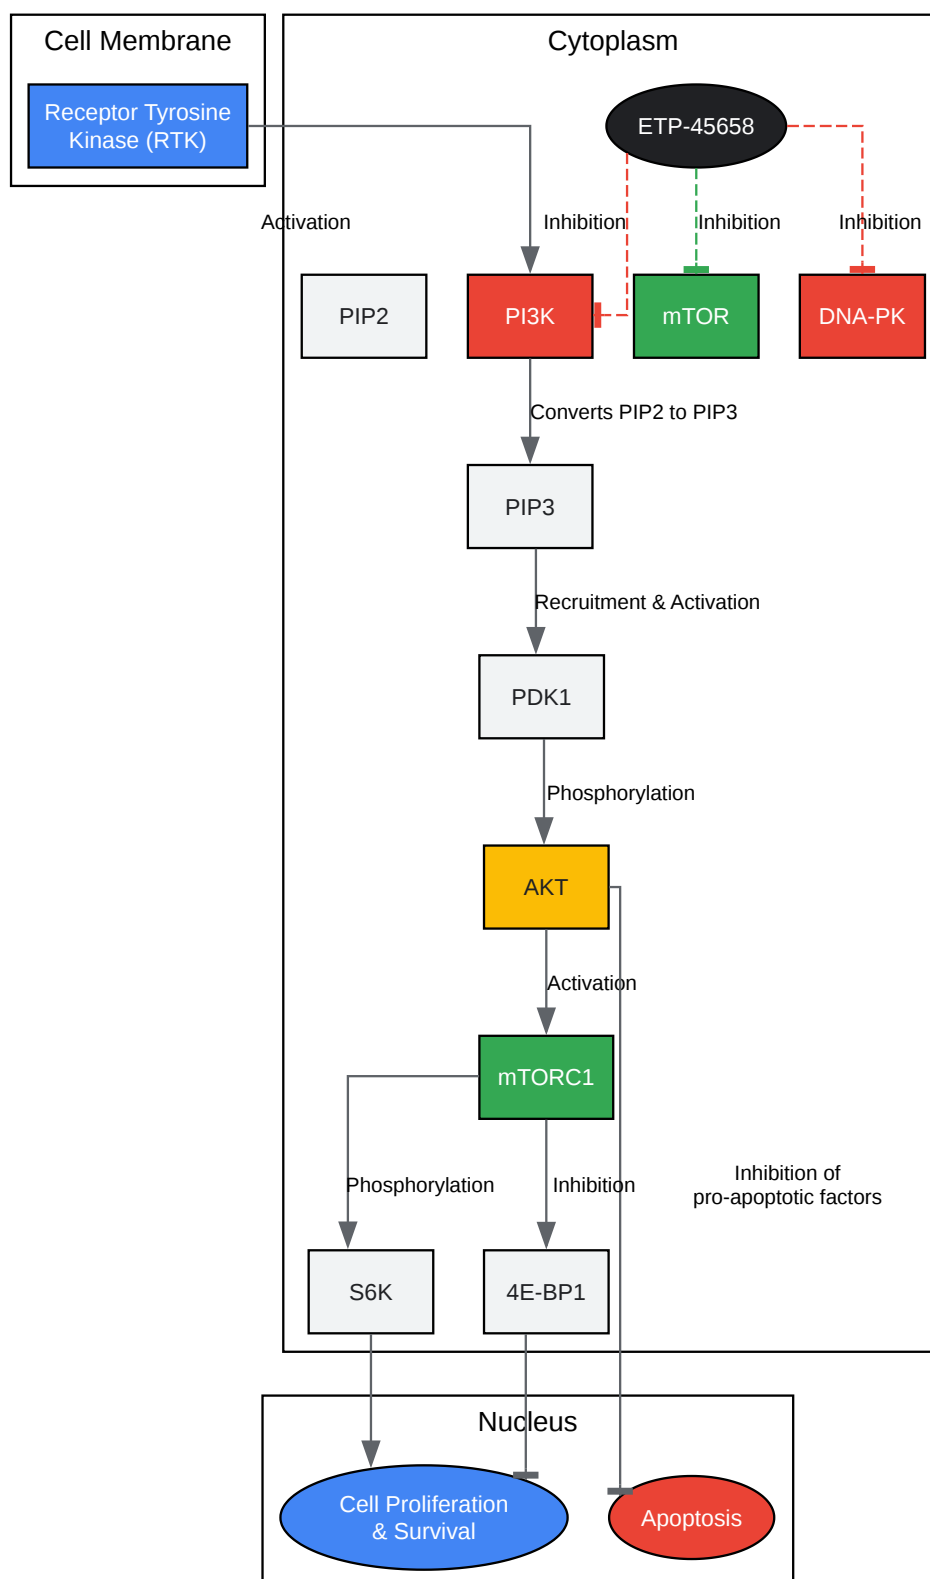 Cell Membrane
Cytoplasm
Receptor Tyrosine
Kinase (RTK)
ETP-45658
Activation
Inhibition
Inhibition
Inhibition
PIP2
PI3K
mTOR
DNA-PK
Converts PIP2 to PIP3
PIP3
Recruitment & Activation
PDK1
Phosphorylation
AKT
Activation
mTORC1
Phosphorylation
Inhibition
Inhibition of
pro-apoptotic factors
S6K
4E-BP1
Nucleus
Cell Proliferation
& Survival
Apoptosis